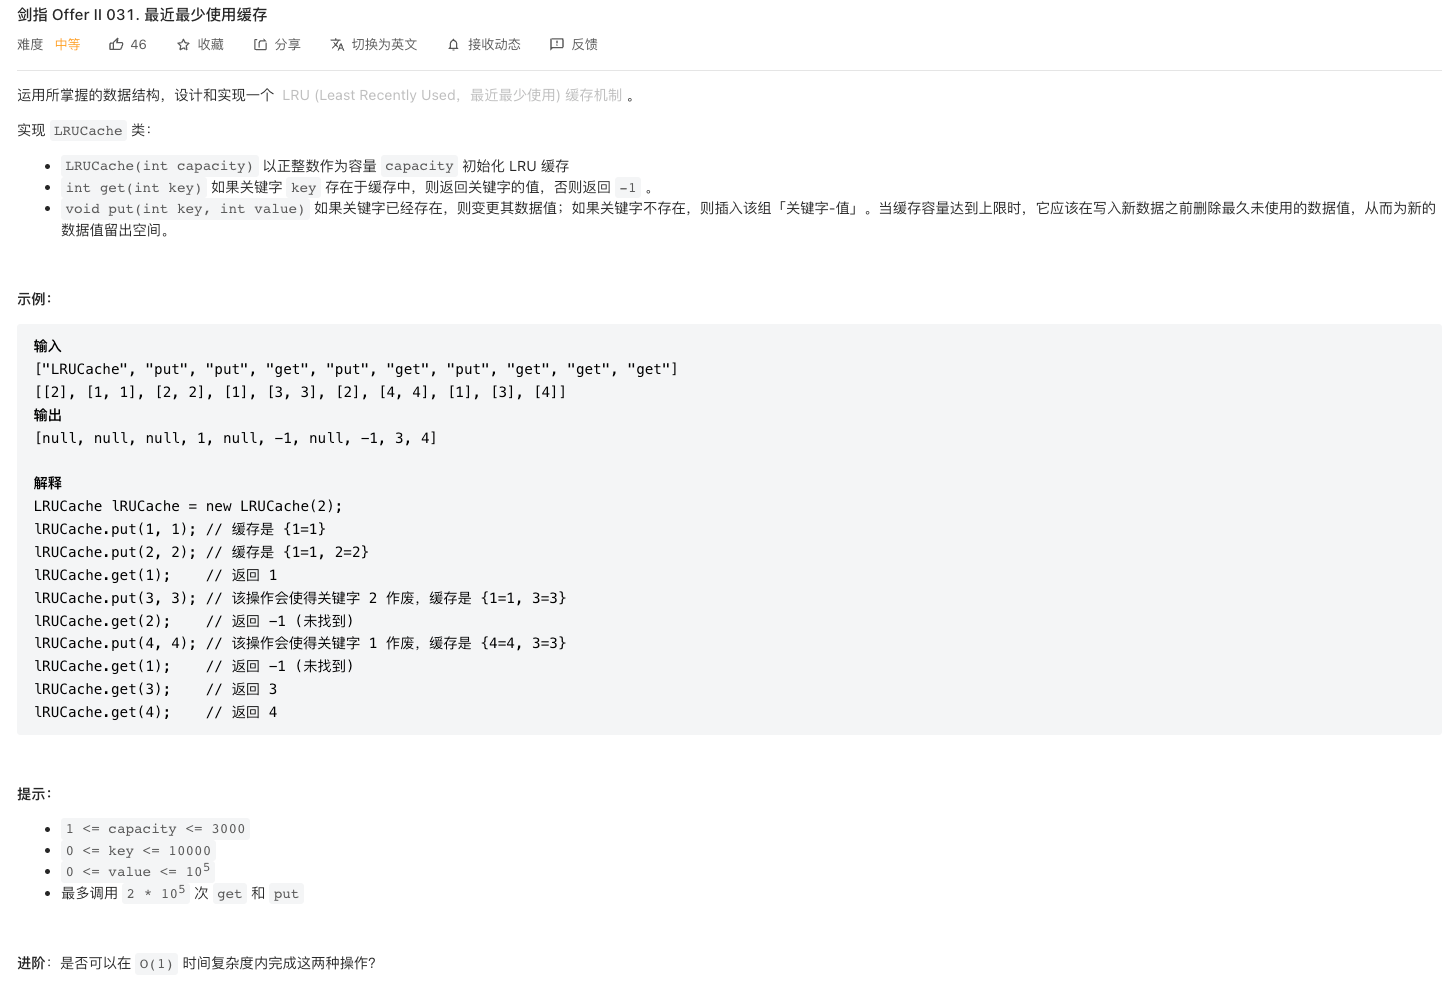 剑指 Offer II 031. 最近最少使用缓存
难度 中等 46 收藏 分享 切换为英文 接收动态 反馈
运用所掌握的数据结构，设计和实现一个 LRU (Least Recently Used，最近最少使用) 缓存机制 。
实现 LRUCache 类：
• LRUCache(int capacity) 以正整数作为容量 capacity 初始化 LRU 缓存
• int get(int key) 如果关键字 key 存在于缓存中，则返回关键字的值，否则返回 -1 。
• void put(int key, int value) 如果关键字已经存在，则变更其数据值；如果关键字不存在，则插入该组「关键字-值」。当缓存容量达到上限时，它应该在写入新数据之前删除最久未使用的数据值，从而为新的
数据值留出空间。
示例：
输入
["LRUCache", "put", "put", "get", "put", "get", "put", "get", "get", "get"]
[[2], [1, 1], [2, 2], [1], [3, 3], [2], [4, 4], [1], [3], [4]]
输出
[null, null, null, 1, null, -1, null, -1, 3, 4]
解释
LRUCache lRUCache = new LRUCache(2);
lRUCache.put(1, 1); // 缓存是 {1=1}
lRUCache.put(2, 2); // 缓存是 {1=1, 2=2}
lRUCache.get(1);    // 返回 1
lRUCache.put(3, 3); // 该操作会使得关键字 2 作废，缓存是 {1=1, 3=3}
lRUCache.get(2);    // 返回 -1 (未找到)
lRUCache.put(4, 4); // 该操作会使得关键字 1 作废，缓存是 {4=4, 3=3}
lRUCache.get(1);    // 返回 -1 (未找到)
lRUCache.get(3);    // 返回 3
lRUCache.get(4);    // 返回 4
提示：
• 1 <= capacity <= 3000
• 0 <= key <= 10000
• 0 <= value <= 10⁵
• 最多调用 2 * 10⁵ 次 get 和 put
进阶：是否可以在 O(1) 时间复杂度内完成这两种操作？